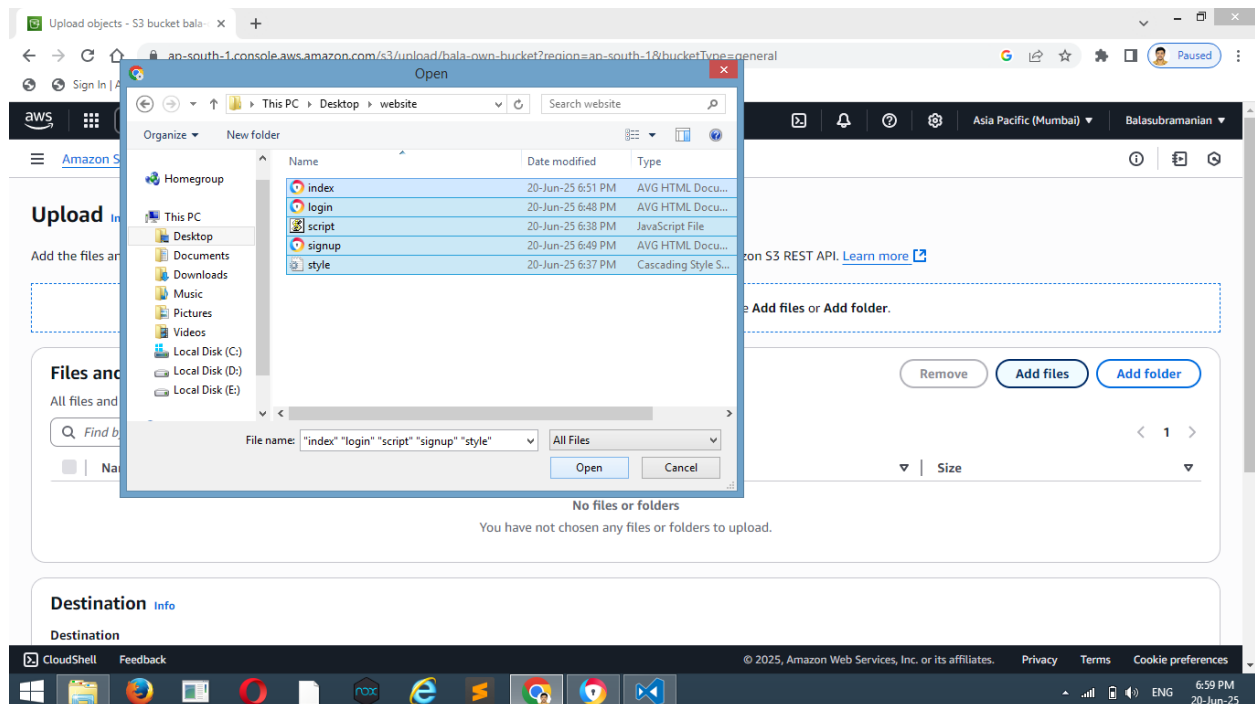 Upload objects - S3 bucket bala-
ap-south-1.console.aws.amazon.com/s3/upload/bala-own-bucket?region=ap-south-1&bucketType=general
Paused
Sign In | A
Open
This PC Desktop website
Search website
Organize New folder
Name Date modified Type
index 20-Jun-25 6:51 PM AVG HTML Docu...
login 20-Jun-25 6:48 PM AVG HTML Docu...
script 20-Jun-25 6:38 PM JavaScript File
signup 20-Jun-25 6:49 PM AVG HTML Docu...
style 20-Jun-25 6:37 PM Cascading Style S...
Homegroup
This PC
Desktop
Documents
Downloads
Music
Pictures
Videos
Local Disk (C:)
Local Disk (D:)
Local Disk (E:)
File name: "index" "login" "script" "signup" "style" All Files
Open Cancel
aws Asia Pacific (Mumbai) Balasubramanian
Amazon S
Upload In
Add the files an zon S3 REST API. Learn more
e Add files or Add folder.
Files and Remove Add files Add folder
All files and
Find b 1
Na Size
No files or folders
You have not chosen any files or folders to upload.
Destination Info
Destination
CloudShell Feedback © 2025, Amazon Web Services, Inc. or its affiliates. Privacy Terms Cookie preferences
nox ENG 6:59 PM
20-Jun-25